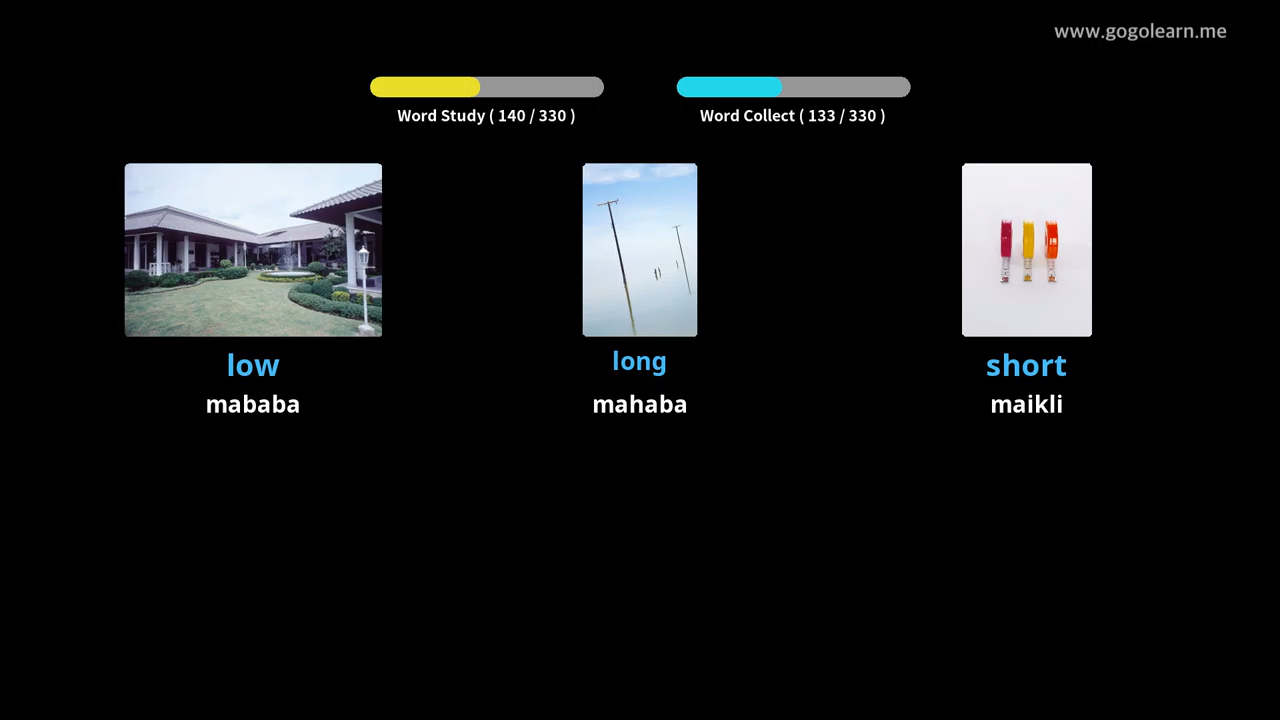 www.gogolearn.me
Word Study ( 140 / 330 )
Word Collect ( 133 / 330 )
low
mababa
long
mahaba
short
maikli